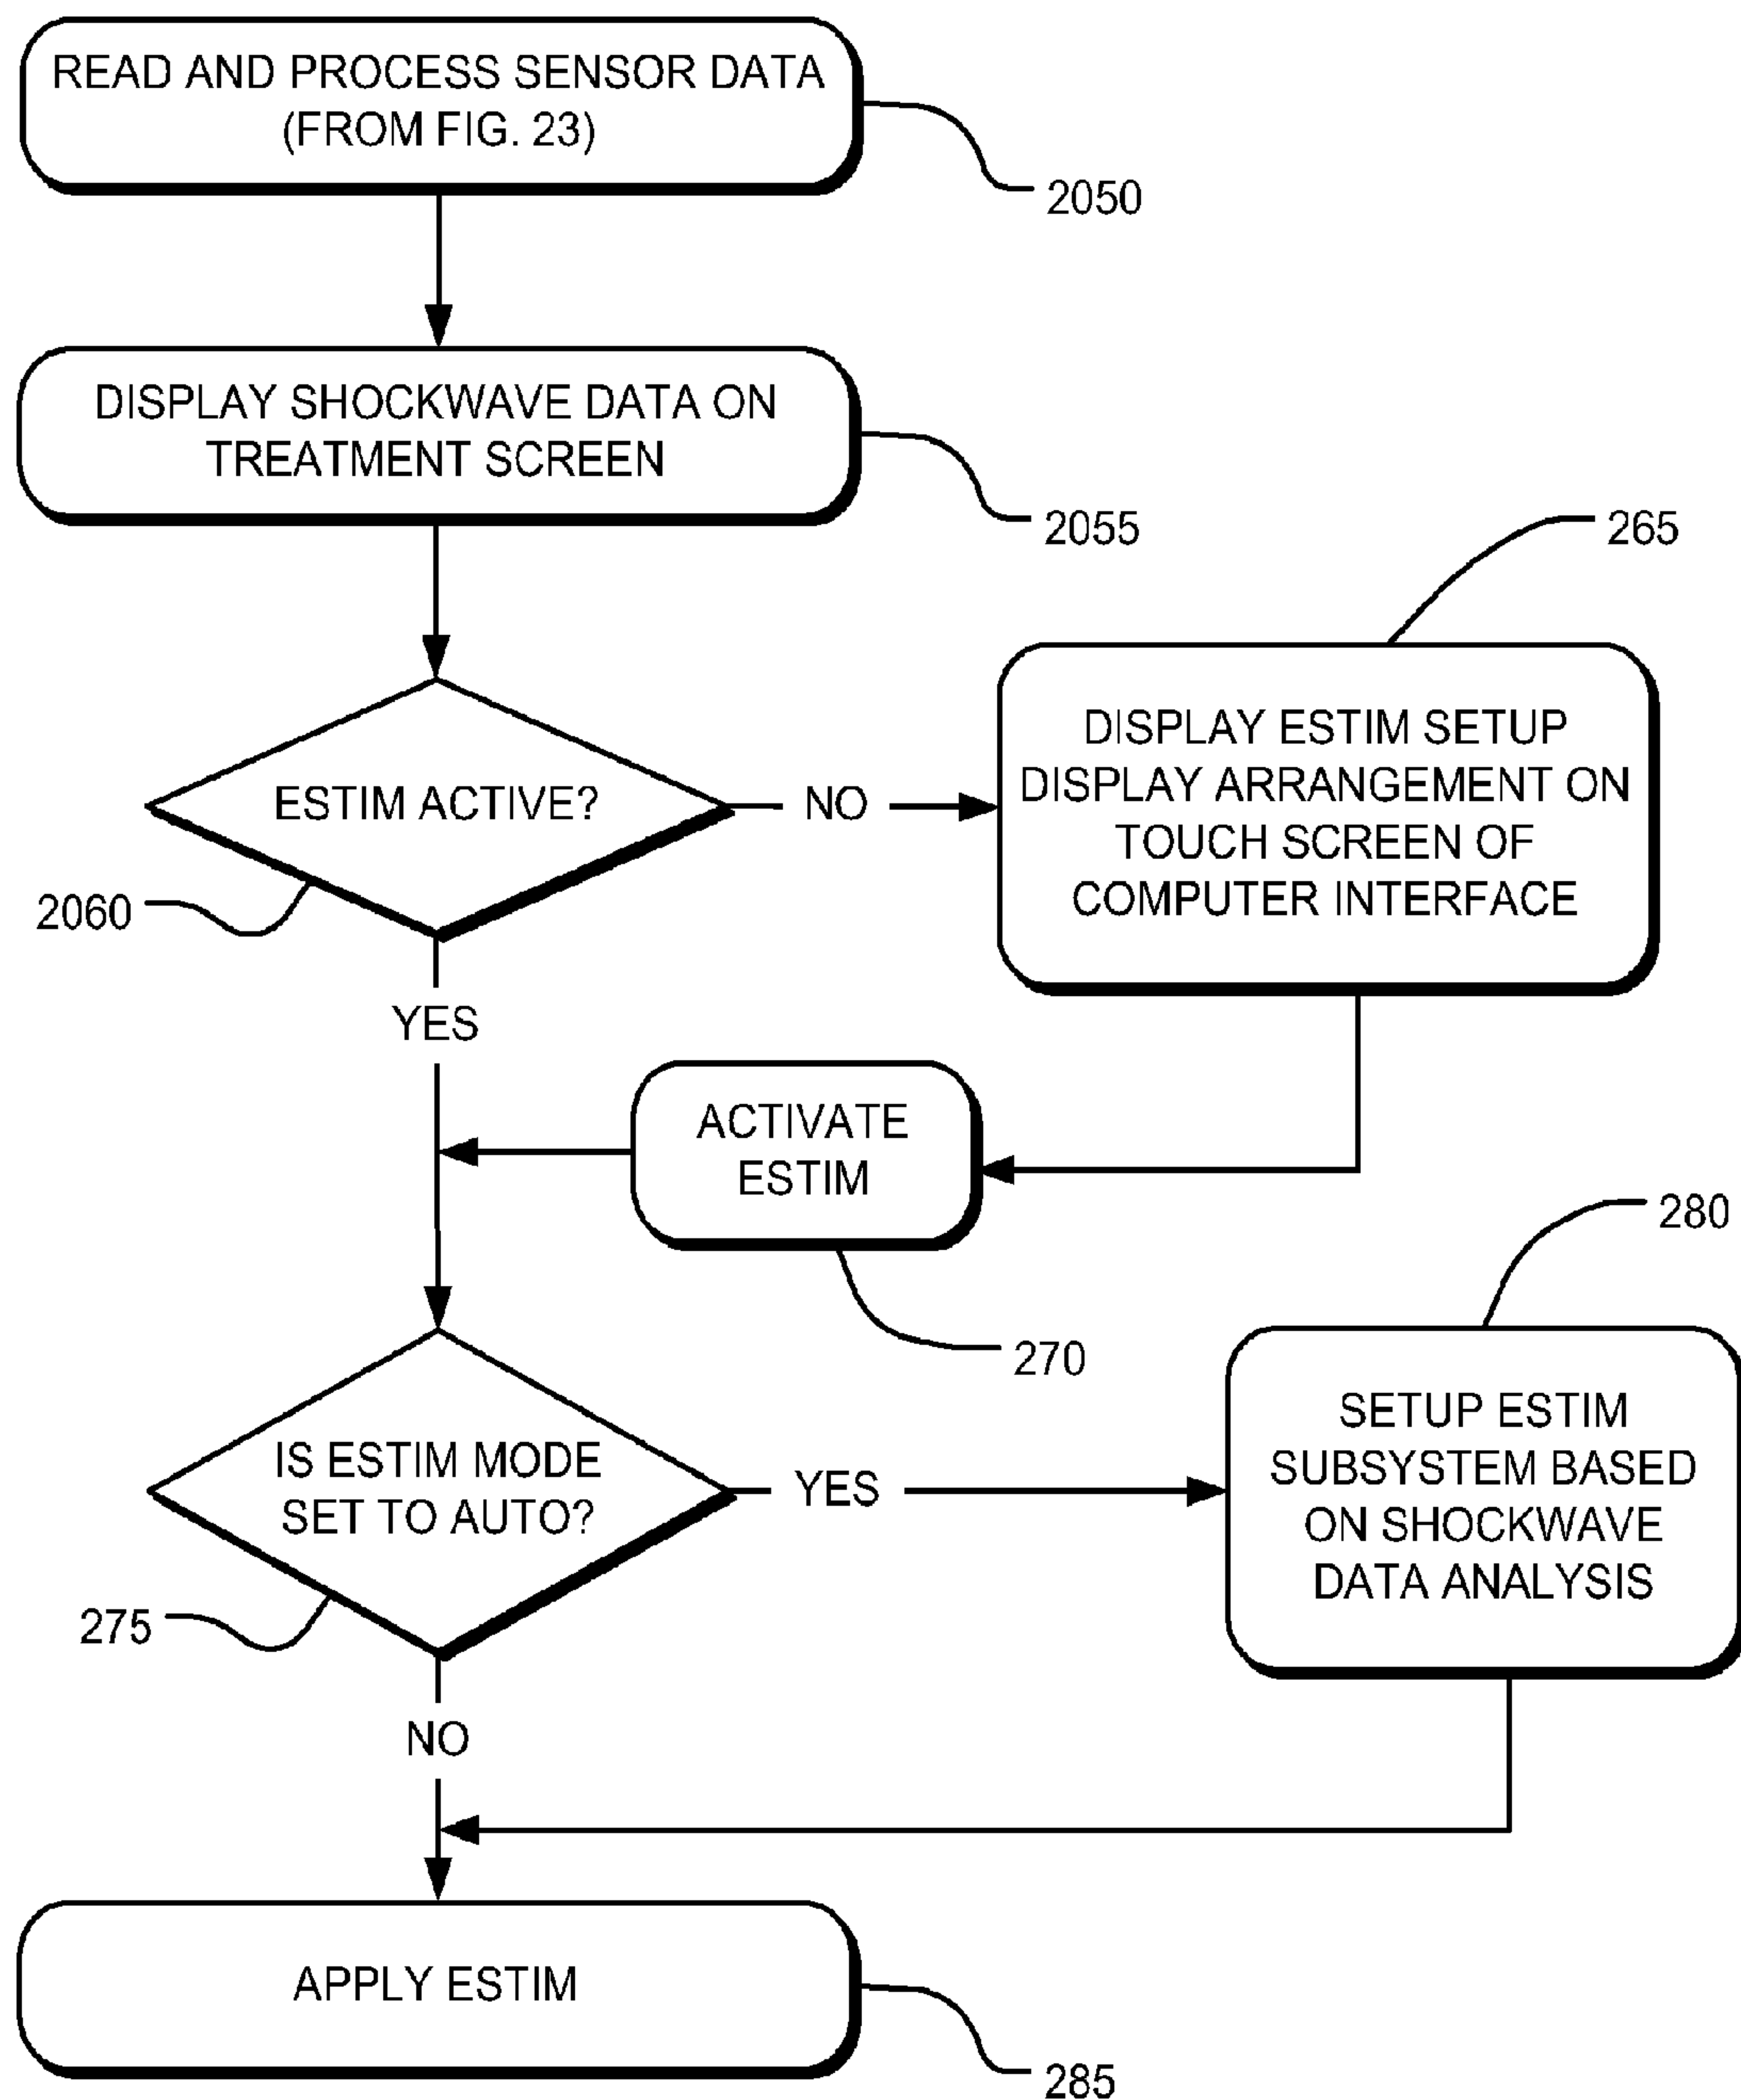 READ AND PROCESS SENSOR DATA
(FROM FIG. 23)
2050
DISPLAY SHOCKWAVE DATA ON
TREATMENT SCREEN
2055
265
DISPLAY ESTIM SETUP
DISPLAY ARRANGEMENT ON
TOUCH SCREEN OF
COMPUTER INTERFACE
ESTIM ACTIVE?
NO
2060
YES
ACTIVATE
ESTIM
270
280
IS ESTIM MODE
SET TO AUTO?
YES
SETUP ESTIM
SUBSYSTEM BASED
ON SHOCKWAVE
DATA ANALYSIS
275
NO
APPLY ESTIM
285